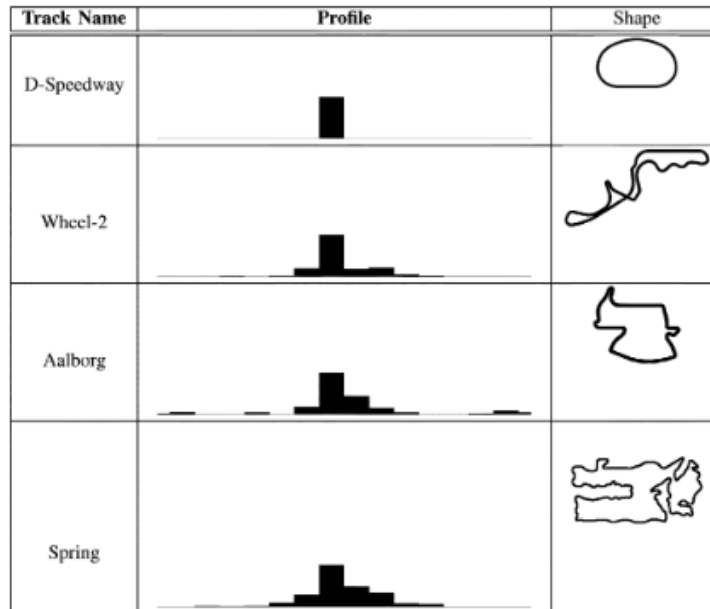 Track Name Profile Shape
D-Speedway
Wheel-2
Aalborg
Spring